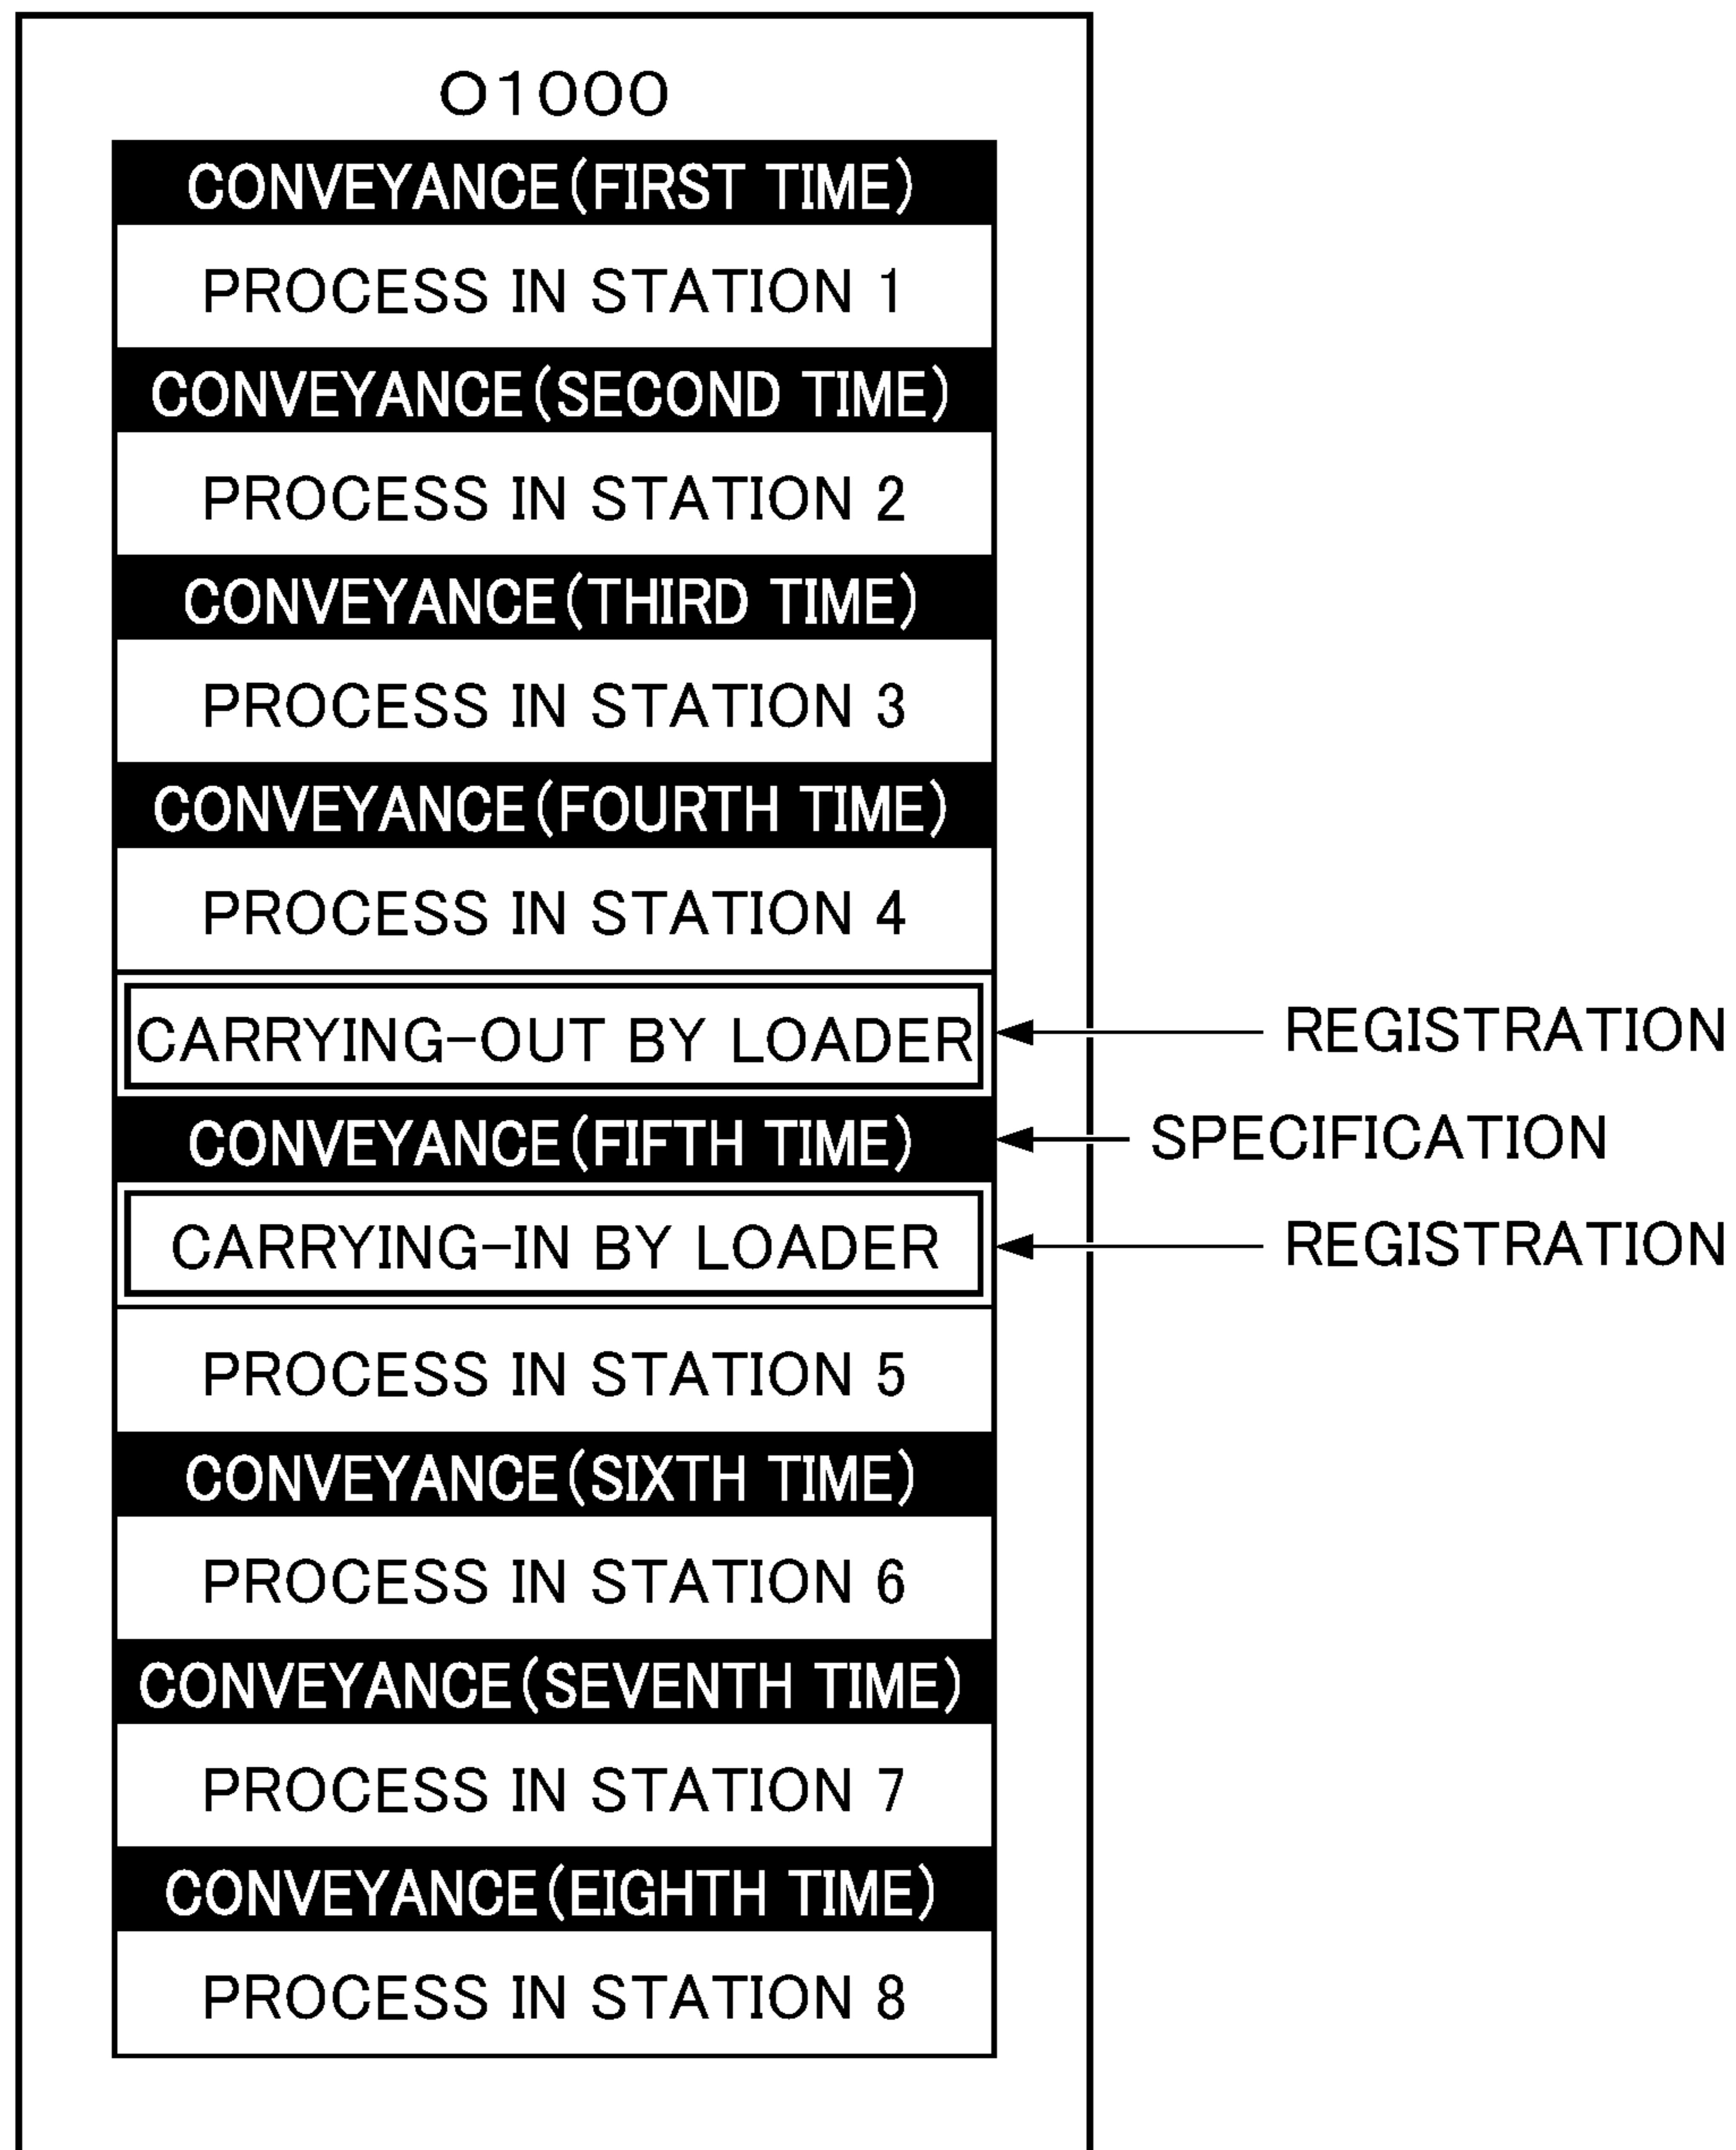 O1000
CONVEYANCE(FIRST TIME)
PROCESS IN STATION 1
CONVEYANCE(SECOND TIME)
PROCESS IN STATION 2
CONVEYANCE(THIRD TIME)
PROCESS IN STATION 3
CONVEYANCE(FOURTH TIME)
PROCESS IN STATION 4
CARRYING-OUT BY LOADER REGISTRATION
CONVEYANCE(FIFTH TIME) SPECIFICATION
CARRYING-IN BY LOADER REGISTRATION
PROCESS IN STATION 5
CONVEYANCE(SIXTH TIME)
PROCESS IN STATION 6
CONVEYANCE(SEVENTH TIME)
PROCESS IN STATION 7
CONVEYANCE(EIGHTH TIME)
PROCESS IN STATION 8